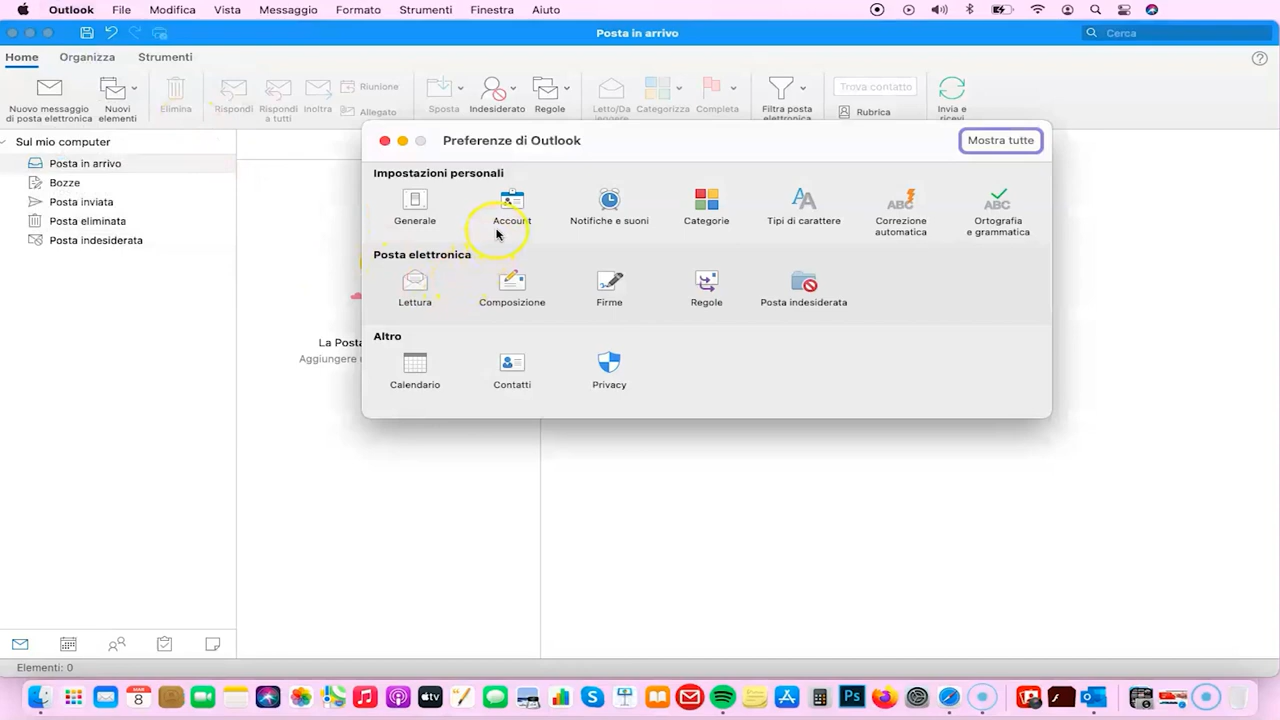 Outlook File Modifica Vista Messaggio Formato Strumenti Finestra Aiuto
Posta in arrivo
Cerca
Home Organizza Strumenti
Nuovo messaggio
di posta elettronica
Nuovi
elementi
Elimina
Rispondi
Rispondi
a tutti
Inoltra
Riunione
Allegato
Sposta
Indesiderato
Regole
Letto/Da
Categorizza
Completa
Filtra posta
elettronica
Trova contatto
Rubrica
Invia e
ricevi
Sul mio computer
Posta in arrivo
Bozze
Posta inviata
Posta eliminata
Posta indesiderata
La Posta
Aggiungere
Preferenze di Outlook
Mostra tutte
Impostazioni personali
Generale
Account
Notifiche e suoni
Categorie
Tipi di carattere
Correzione
automatica
Ortografia
e grammatica
Posta elettronica
Lettura
Composizione
Firme
Regole
Posta indesiderata
Altro
Calendario
Contatti
Privacy
Elementi: 0